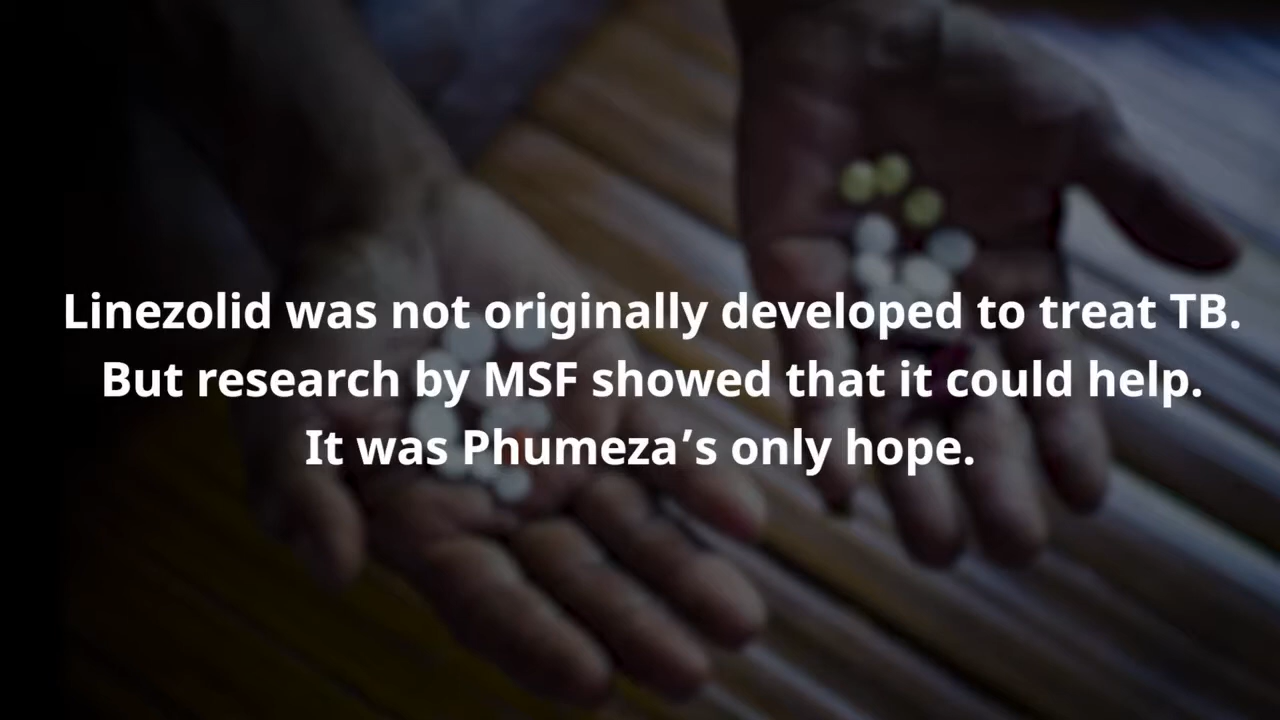 Linezolid was not originally developed to treat TB.
But research by MSF showed that it could help.
It was Phumeza’s only hope.